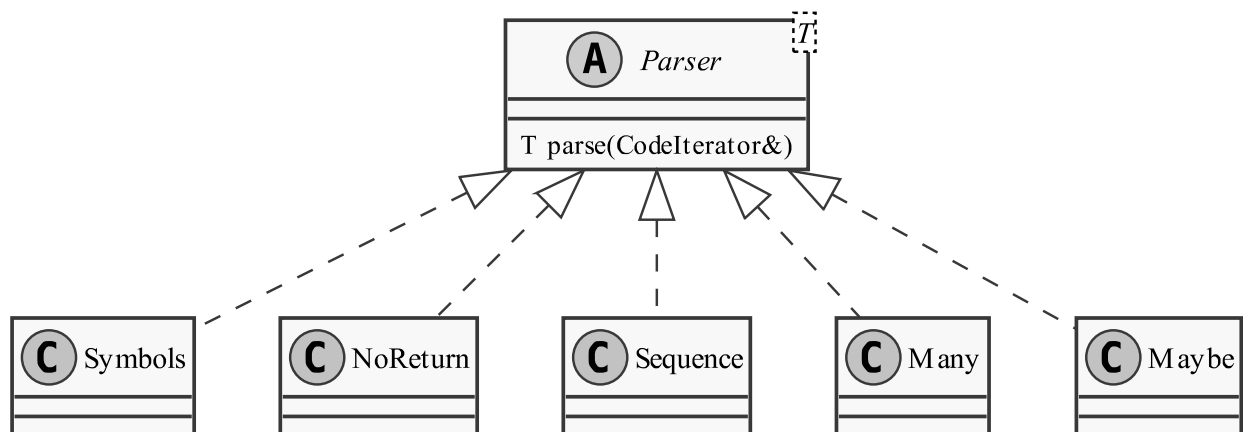 T
A Parser
T parse(CodeIterator&)
C Symbols
C NoReturn
C Sequence
C Many
C Maybe